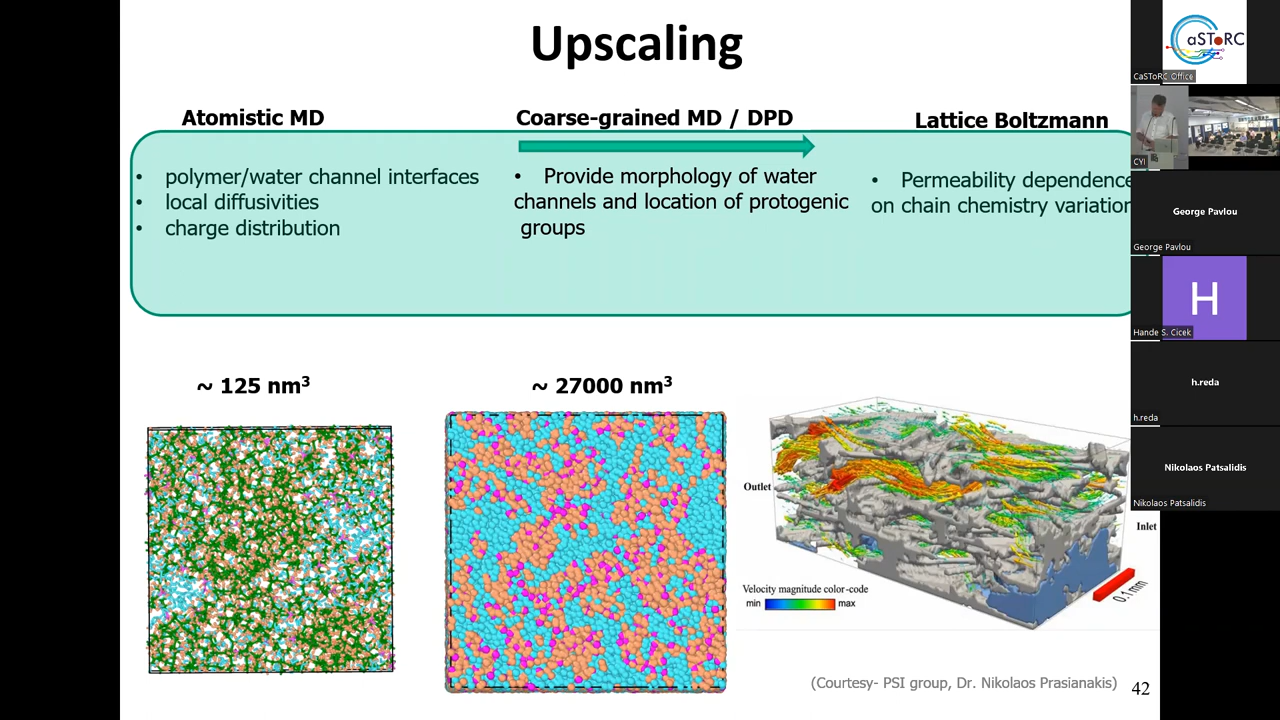 Upscaling
Atomistic MD
Coarse-grained MD / DPD
Lattice Boltzmann
• polymer/water channel interfaces
• local diffusivities
• charge distribution
• Provide morphology of water
channels and location of protogenic
groups
• Permeability dependence
on chain chemistry variation
~ 125 nm³
~ 27000 nm³
Outlet
Inlet
0.1 mm
Velocity magnitude color-code
min
max
(Courtesy- PSI group, Dr. Nikolaos Prasianakis)
42
aSToRC
CaSToRC Office
CYI
George Pavlou
George Pavlou
H
Hande S. Cicek
h.reda
h.reda
Nikolaos Patsalidis
Nikolaos Patsalidis